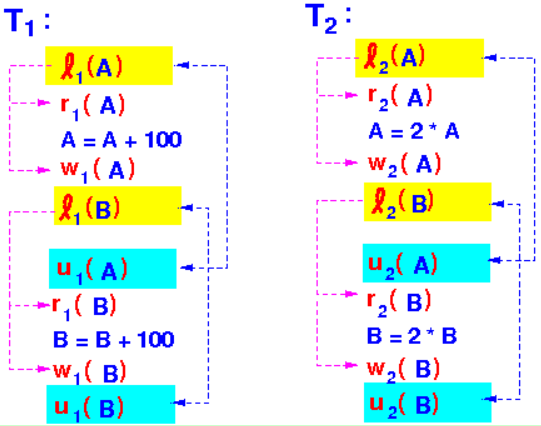 T1:
ℓ1(A)
r1(A)
A = A + 100
w1(A)
ℓ1(B)
u1(A)
r1(B)
B = B + 100
w1(B)
u1(B)
T2:
ℓ2(A)
r2(A)
A = 2 * A
w2(A)
ℓ2(B)
u2(A)
r2(B)
B = 2 * B
w2(B)
u2(B)